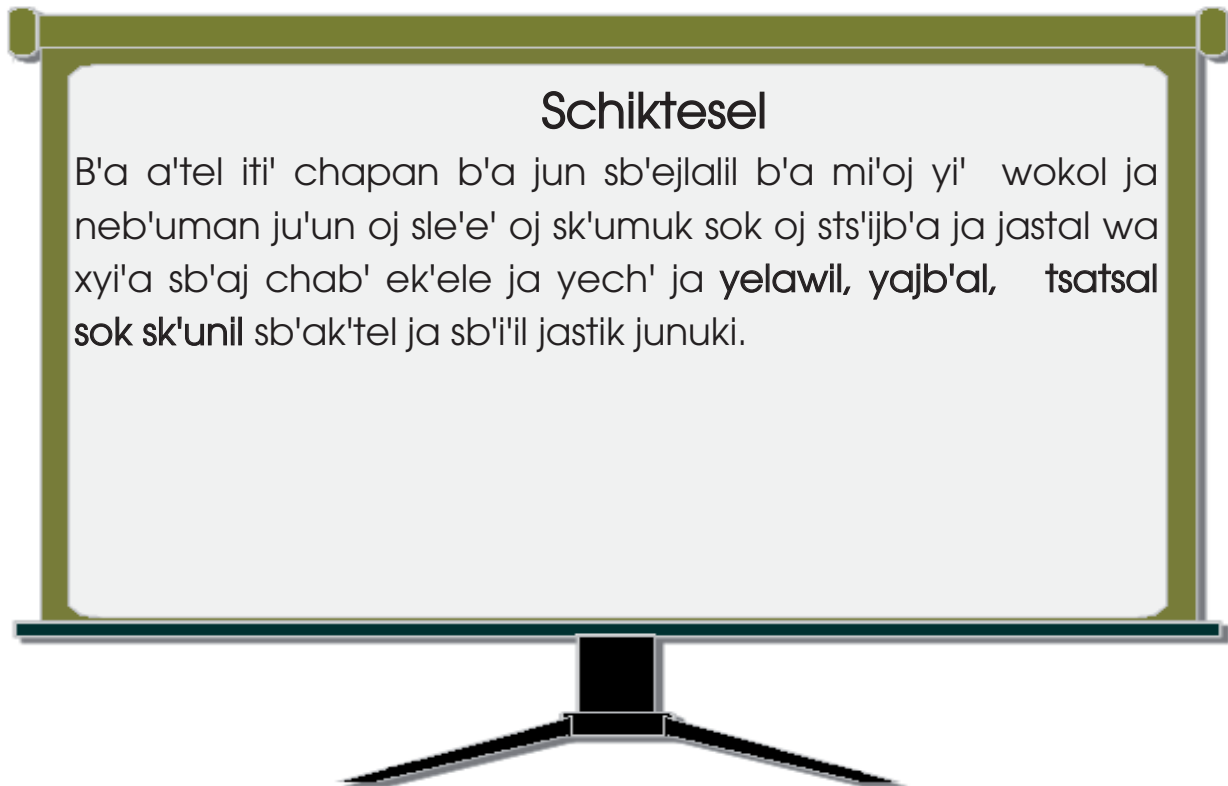 Schiktesel
B'a a'tel iti' chapan b'a jun sb'ejlalil b'a mi'oj yi' wokol ja
neb'uman ju'un oj sle'e' oj sk'umuk sok oj sts'ijb'a ja jastal wa
xyi'a sb'aj chab' ek'ele ja yech' ja yelawil, yajb'al, tsatsal
sok sk'unil sb'ak'tel ja sb'i'il jastik junuki.